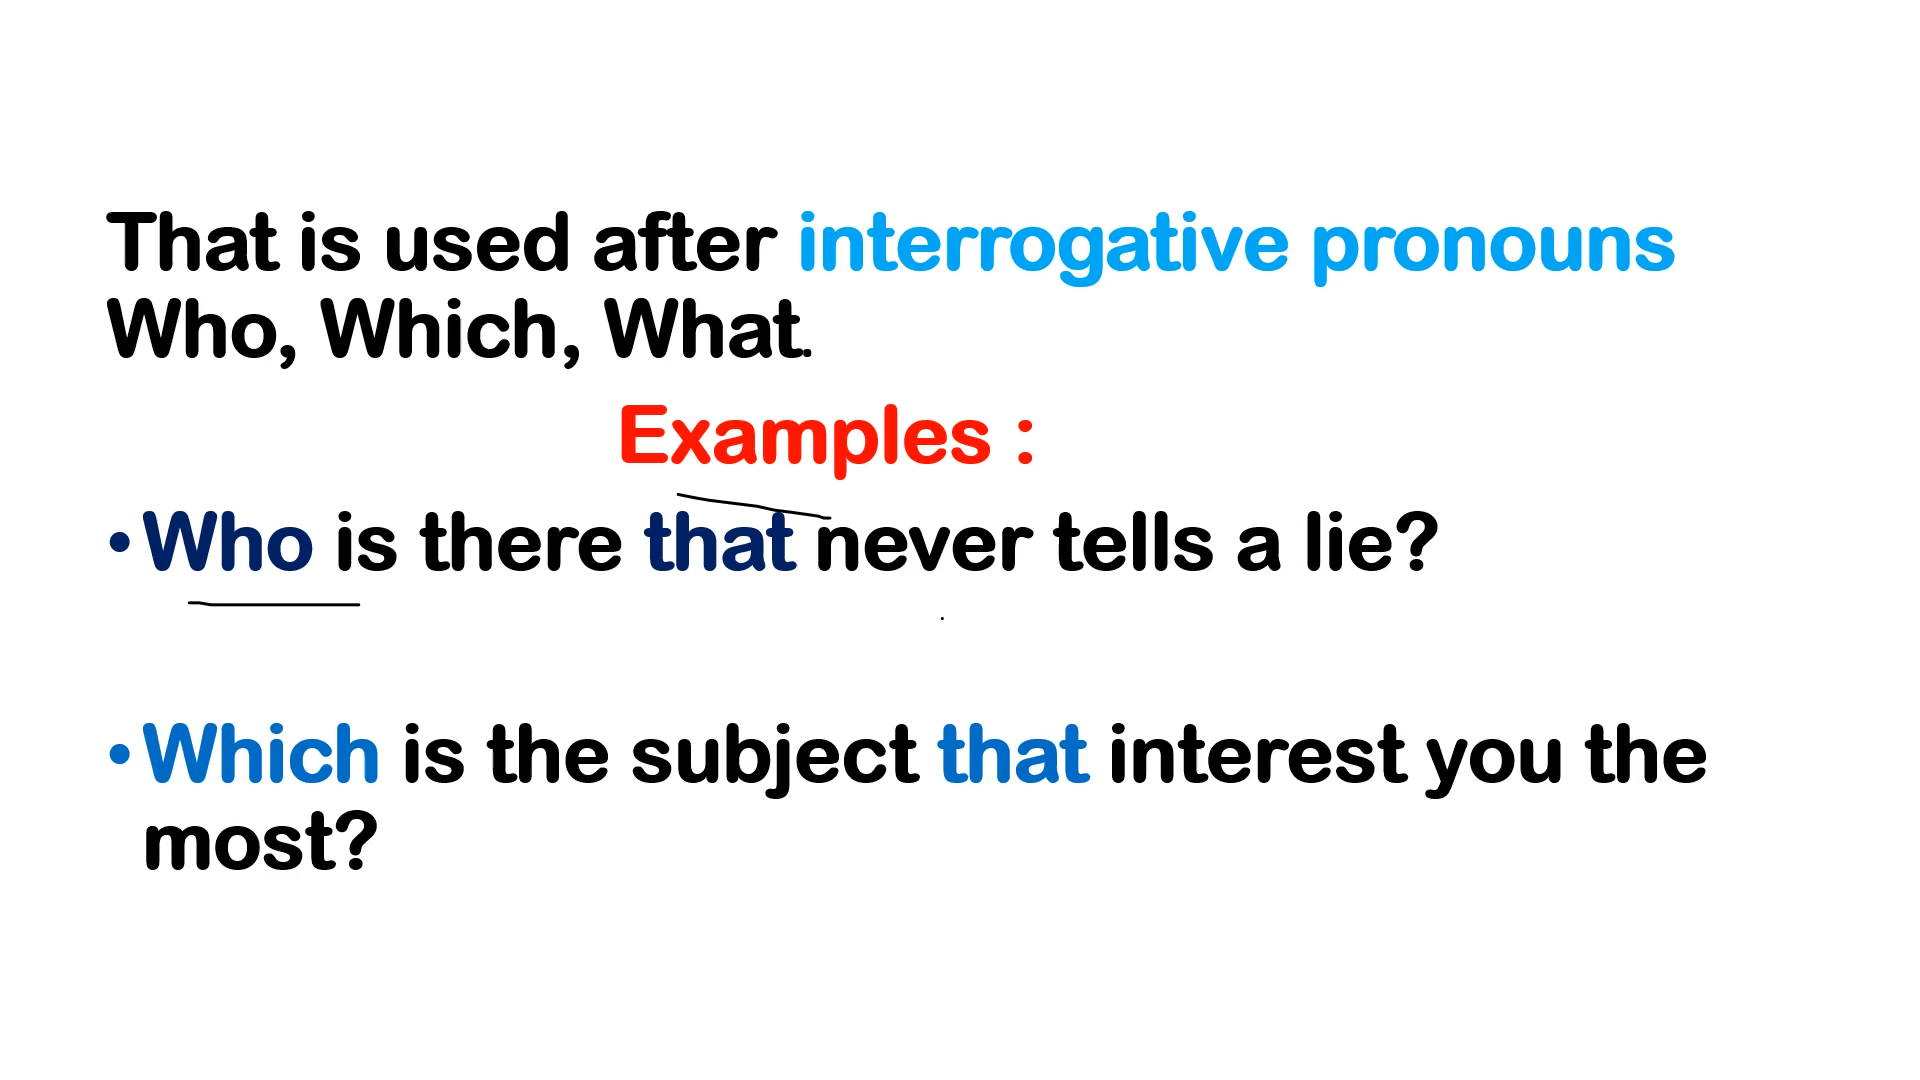 That is used after interrogative pronouns
Who, Which, What.
Examples :
• Who is there that never tells a lie?
• Which is the subject that interest you the
most?